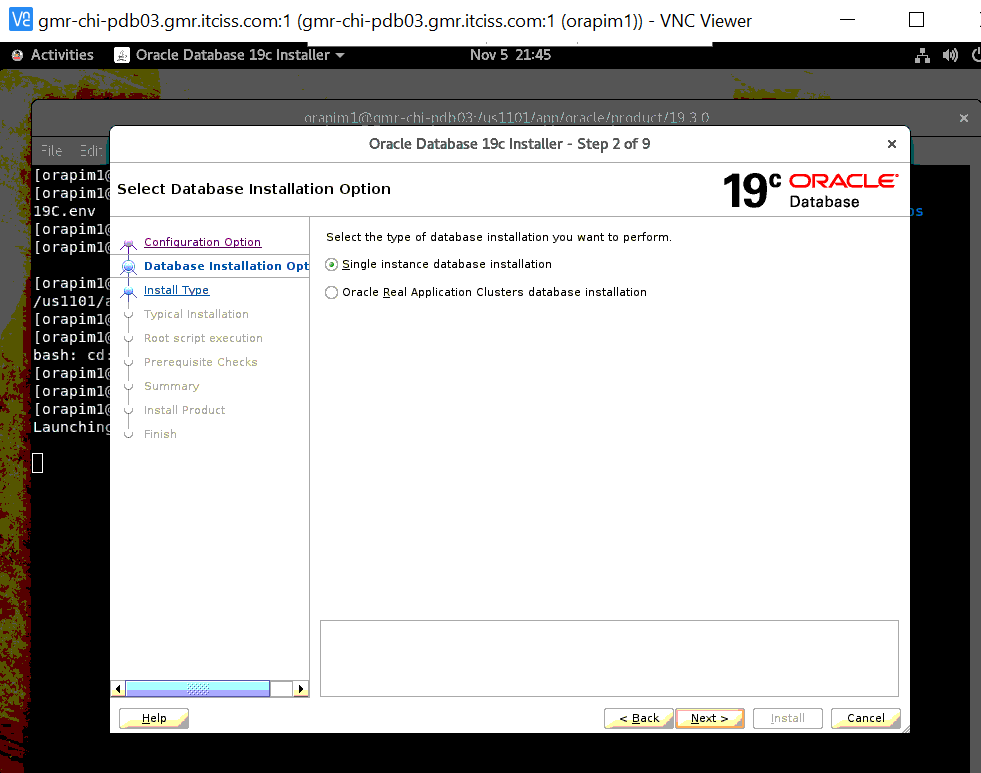 gmr-chi-pdb03.gmr.itciss.com:1 (gmr-chi-pdb03.gmr.itciss.com:1 (orapim1)) - VNC Viewer
Activities Oracle Database 19c Installer Nov 5 21:45
orapim1@gmr-chi-pdb03:/us1101/app/oracle/product/19.3.0
File Edit
Oracle Database 19c Installer - Step 2 of 9
Select Database Installation Option
19c ORACLE
Database
[orapim1@
[orapim1@
19C.env
[orapim1@
[orapim1@
[orapim1@
/us1101/a
[orapim1@
[orapim1@
bash: cd:
[orapim1@
[orapim1@
[orapim1@
Launching
Configuration Option
Database Installation Opt
Install Type
Typical Installation
Root script execution
Prerequisite Checks
Summary
Install Product
Finish
Select the type of database installation you want to perform.
Single instance database installation
Oracle Real Application Clusters database installation
Help
< Back
Next >
Install
Cancel